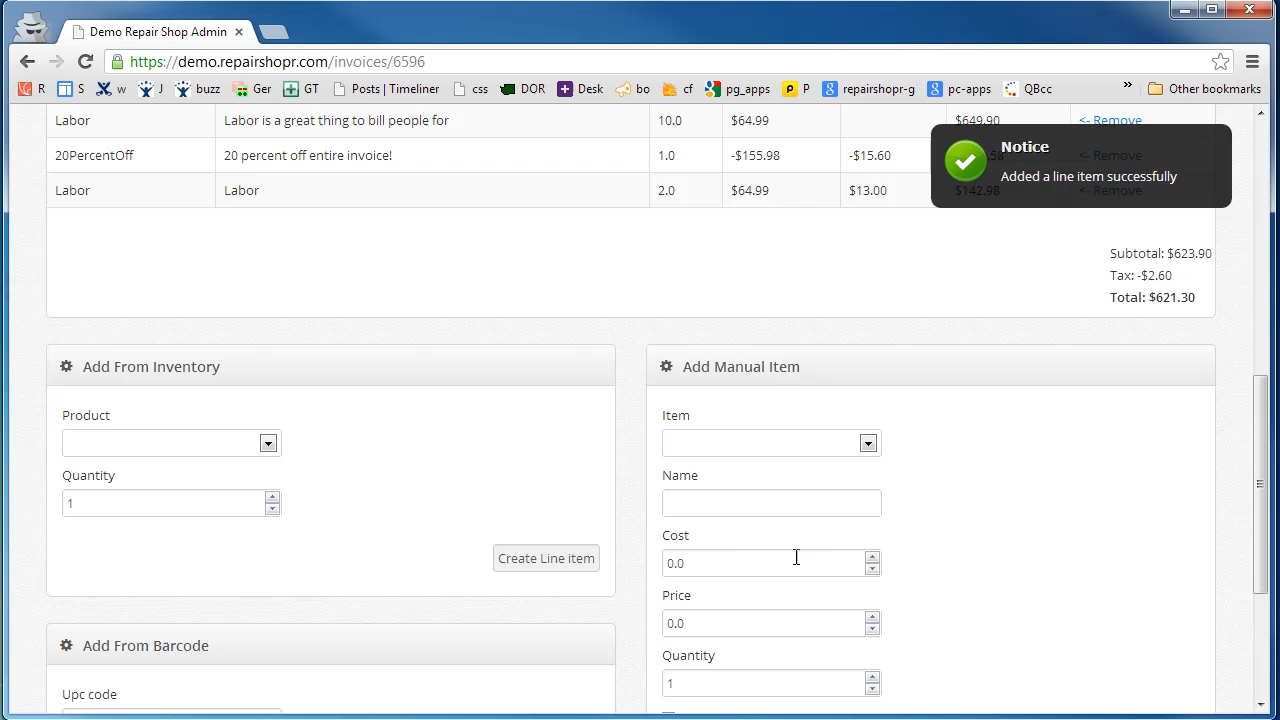 Demo Repair Shop Admin
https://demo.repairshopr.com/invoices/6596
R S w J buzz Ger GT Posts | Timeliner css DOR Desk bo cf pg_apps P repairshopr-g pc-apps QBcc » Other bookmarks
Labor Labor is a great thing to bill people for 10.0 $64.99 $649.90 <- Remove
20PercentOff 20 percent off entire invoice! 1.0 -$155.98 -$15.60 <- Remove
Labor Labor 2.0 $64.99 $13.00 $142.98 <- Remove
Notice
Added a line item successfully
Subtotal: $623.90
Tax: -$2.60
Total: $621.30
Add From Inventory
Product
Quantity
1
Create Line item
Add From Barcode
Upc code
Add Manual Item
Item
Name
Cost
0.0
Price
0.0
Quantity
1